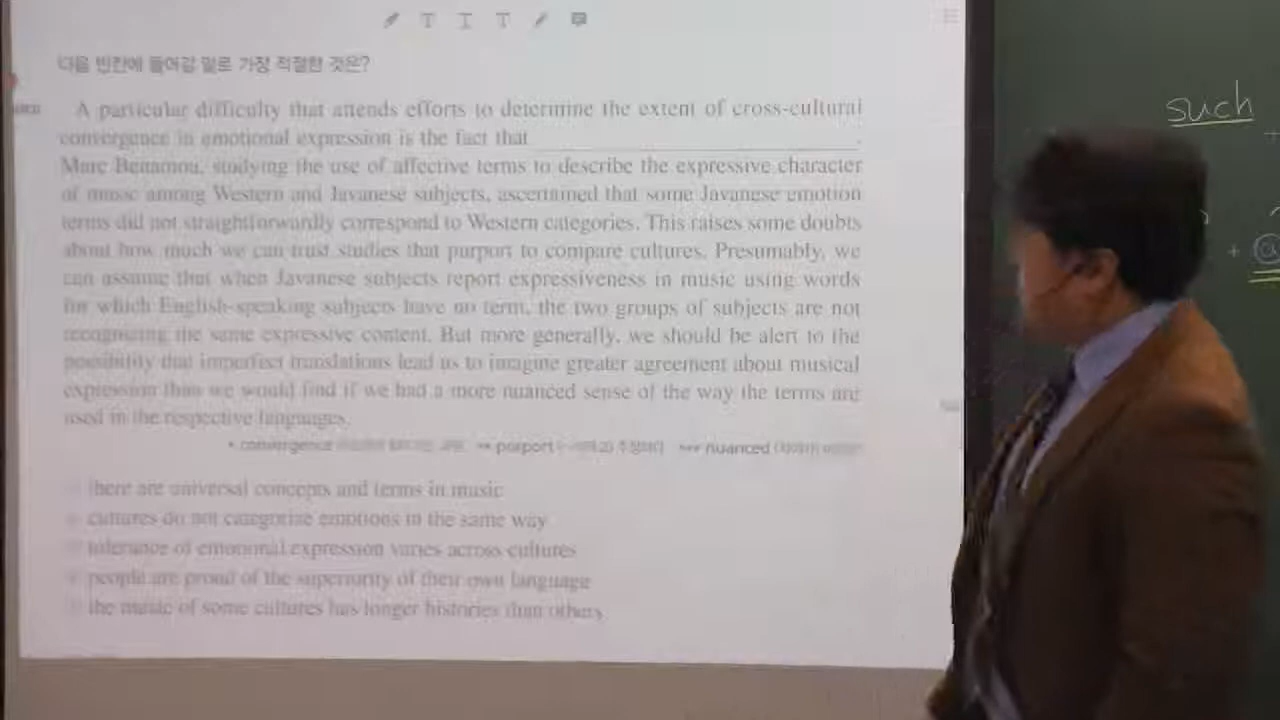 다음 빈칸에 들어갈 말로 가장 적절한 것은?
A particular difficulty that attends efforts to determine the extent of cross-cultural
convergence in emotional expression is the fact that ______.
Marc Benamou, studying the use of affective terms to describe the expressive character
of music among Western and Javanese subjects, ascertained that some Javanese emotion
terms did not straightforwardly correspond to Western categories. This raises some doubts
about how much we can trust studies that purport to compare cultures. Presumably, we
can assume that when Javanese subjects report expressiveness in music using words
for which English-speaking subjects have no term, the two groups of subjects are not
recognizing the same expressive content. But more generally, we should be alert to the
possibility that imperfect translations lead us to imagine greater agreement about musical
expression than we would find if we had a more nuanced sense of the way the terms are
used in the respective languages.
* convergence ** purport *** nuanced
there are universal concepts and terms in music
cultures do not categorize emotions in the same way
tolerance of emotional expression varies across cultures
people are proud of the superiority of their own language
the music of some cultures has longer histories than others
such
+
+ a